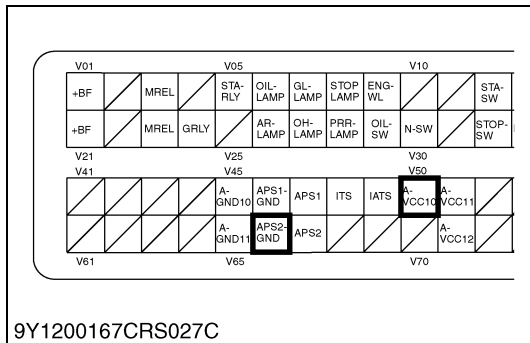 V01 V05 V10
+BF MREL STA-RLY OIL-LAMP GL-LAMP STOP LAMP ENG-WL STA-SW
+BF MREL GRLY AR-LAMP OH-LAMP PRR-LAMP OIL-SW N-SW STOP-SW
V21 V25 V30
V41 V45 V50
A-GND10 APS1-GND APS1 ITS IATS A-VCC10 A-VCC11
A-GND11 APS2-GND APS2 A-VCC12
V61 V65 V70
9Y1200167CRS027C